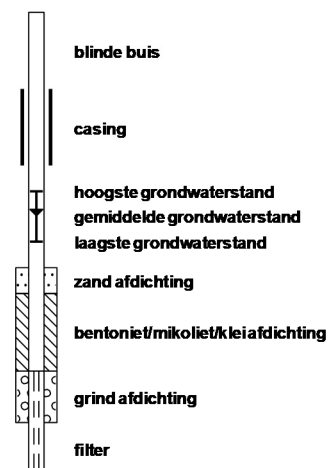 blinde buis
casing
hoogste grondwaterstand
gemiddelde grondwaterstand
laagste grondwaterstand
zand afdichting
bentoniet/mikoliet/klei afdichting
grind afdichting
filter